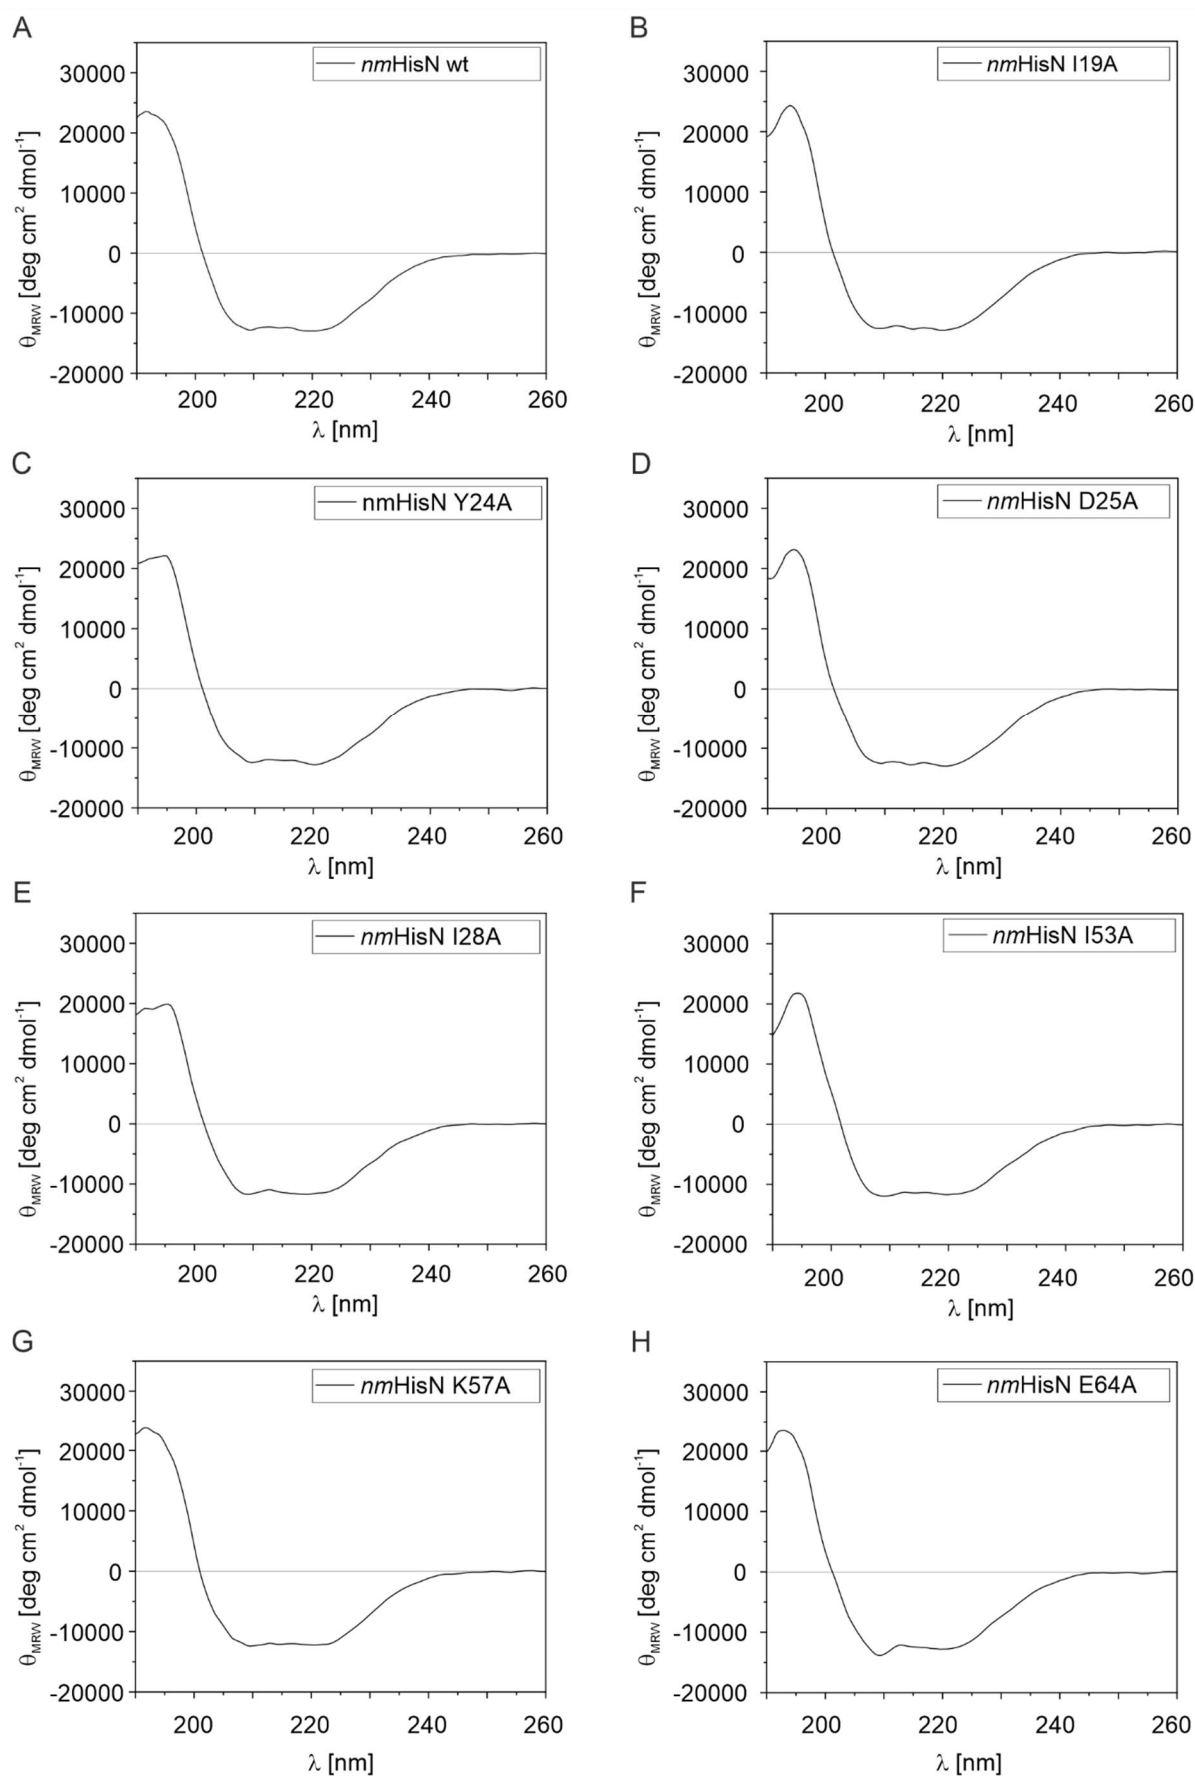 A
nmHisN wt
30000
20000
10000
0
-10000
-20000
θMRW [deg cm² dmol⁻¹]
200 220 240 260
λ [nm]
B
nmHisN I19A
30000
20000
10000
0
-10000
-20000
θMRW [deg cm² dmol⁻¹]
200 220 240 260
λ [nm]
C
nmHisN Y24A
30000
20000
10000
0
-10000
-20000
θMRW [deg cm² dmol⁻¹]
200 220 240 260
λ [nm]
D
nmHisN D25A
30000
20000
10000
0
-10000
-20000
θMRW [deg cm² dmol⁻¹]
200 220 240 260
λ [nm]
E
nmHisN I28A
30000
20000
10000
0
-10000
-20000
θMRW [deg cm² dmol⁻¹]
200 220 240 260
λ [nm]
F
nmHisN I53A
30000
20000
10000
0
-10000
-20000
θMRW [deg cm² dmol⁻¹]
200 220 240 260
λ [nm]
G
nmHisN K57A
30000
20000
10000
0
-10000
-20000
θMRW [deg cm² dmol⁻¹]
200 220 240 260
λ [nm]
H
nmHisN E64A
30000
20000
10000
0
-10000
-20000
θMRW [deg cm² dmol⁻¹]
200 220 240 260
λ [nm]